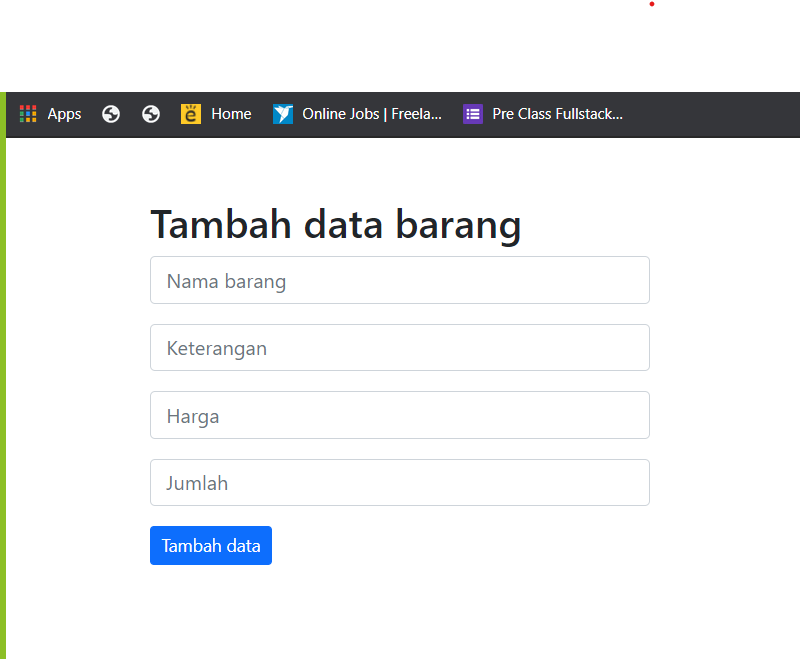 Apps Home Online Jobs | Freela... Pre Class Fullstack...
Tambah data barang
Nama barang
Keterangan
Harga
Jumlah
Tambah data